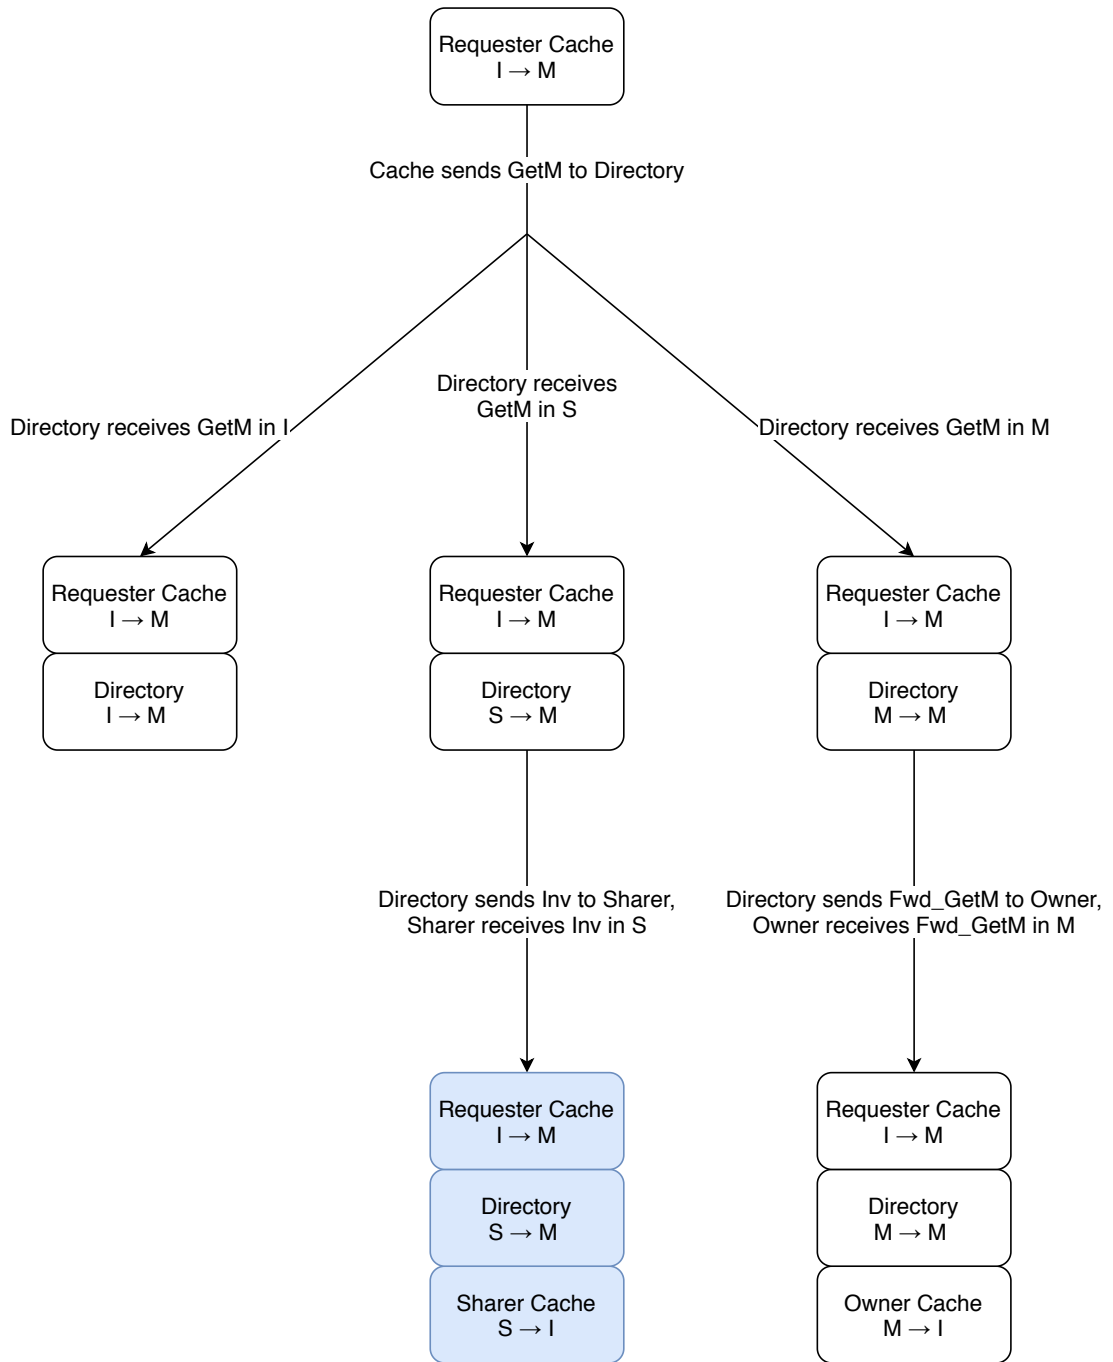 Requester Cache
I → M
Cache sends GetM to Directory
Directory receives GetM in I
Directory receives
GetM in S
Directory receives GetM in M
Requester Cache
I → M
Directory
I → M
Requester Cache
I → M
Directory
S → M
Requester Cache
I → M
Directory
M → M
Directory sends Inv to Sharer,
Sharer receives Inv in S
Directory sends Fwd_GetM to Owner,
Owner receives Fwd_GetM in M
Requester Cache
I → M
Directory
S → M
Sharer Cache
S → I
Requester Cache
I → M
Directory
M → M
Owner Cache
M → I